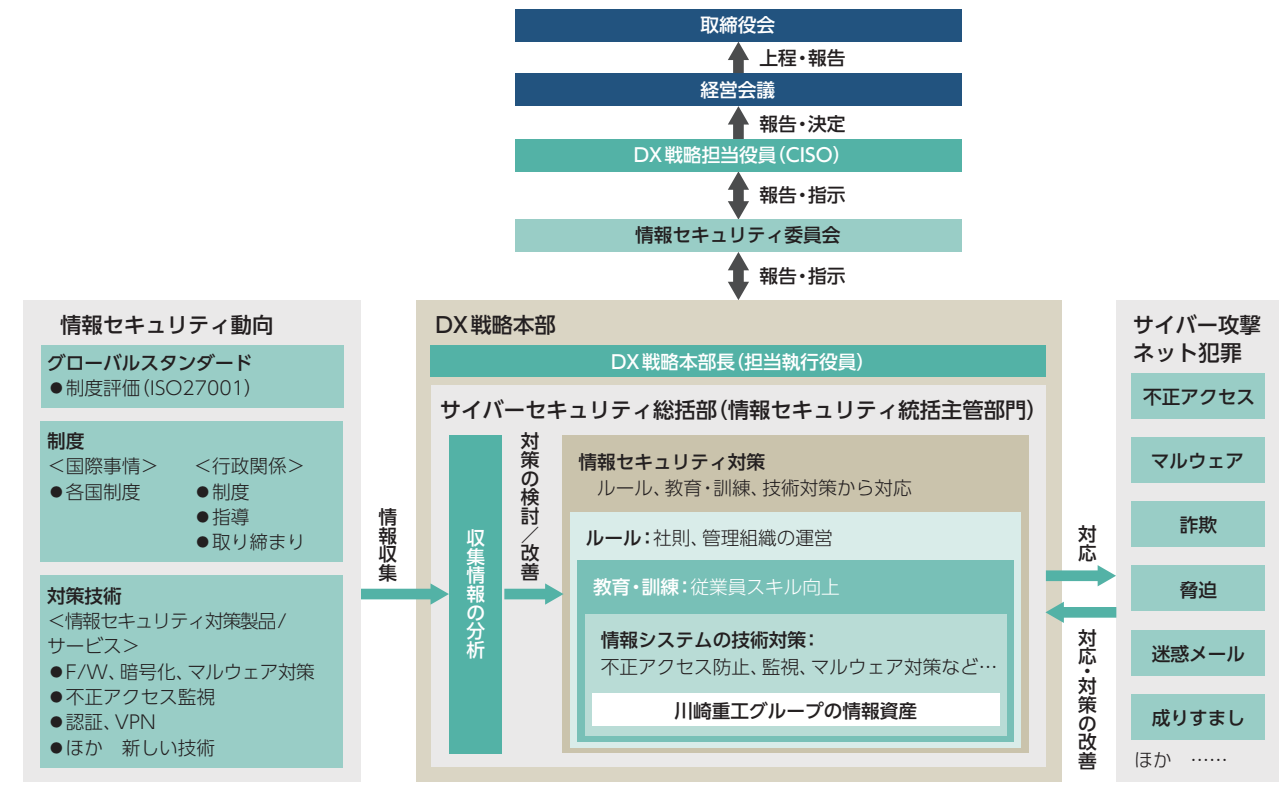 取締役会
上程・報告
経営会議
報告・決定
DX戦略担当役員(CISO)
報告・指示
情報セキュリティ委員会
報告・指示
情報セキュリティ動向
グローバルスタンダード
●制度評価(ISO27001)
制度
＜国際事情＞
●各国制度
＜行政関係＞
●制度
●指導
●取り締まり
対策技術
＜情報セキュリティ対策製品/
サービス＞
●F/W、暗号化、マルウェア対策
●不正アクセス監視
●認証、VPN
●ほか　新しい技術
情報収集
DX戦略本部
DX戦略本部長(担当執行役員)
サイバーセキュリティ総括部(情報セキュリティ統括主管部門)
収集情報の分析
対策の検討／改善
情報セキュリティ対策
ルール、教育・訓練、技術対策から対応
ルール：社則、管理組織の運営
教育・訓練：従業員スキル向上
情報システムの技術対策：
不正アクセス防止、監視、マルウェア対策など…
川崎重工グループの情報資産
対応
対応・対策の改善
サイバー攻撃
ネット犯罪
不正アクセス
マルウェア
詐欺
脅迫
迷惑メール
成りすまし
ほか　……